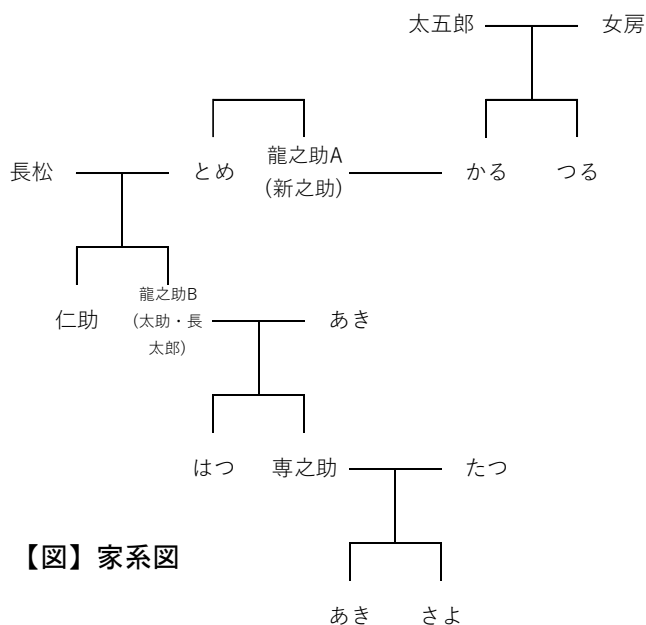 太五郎 女房
長松 とめ 龍之助A かる つる
(新之助)
仁助 龍之助B あき
(太助・長
太郎)
はつ 専之助 たつ
【図】家系図
あき さよ